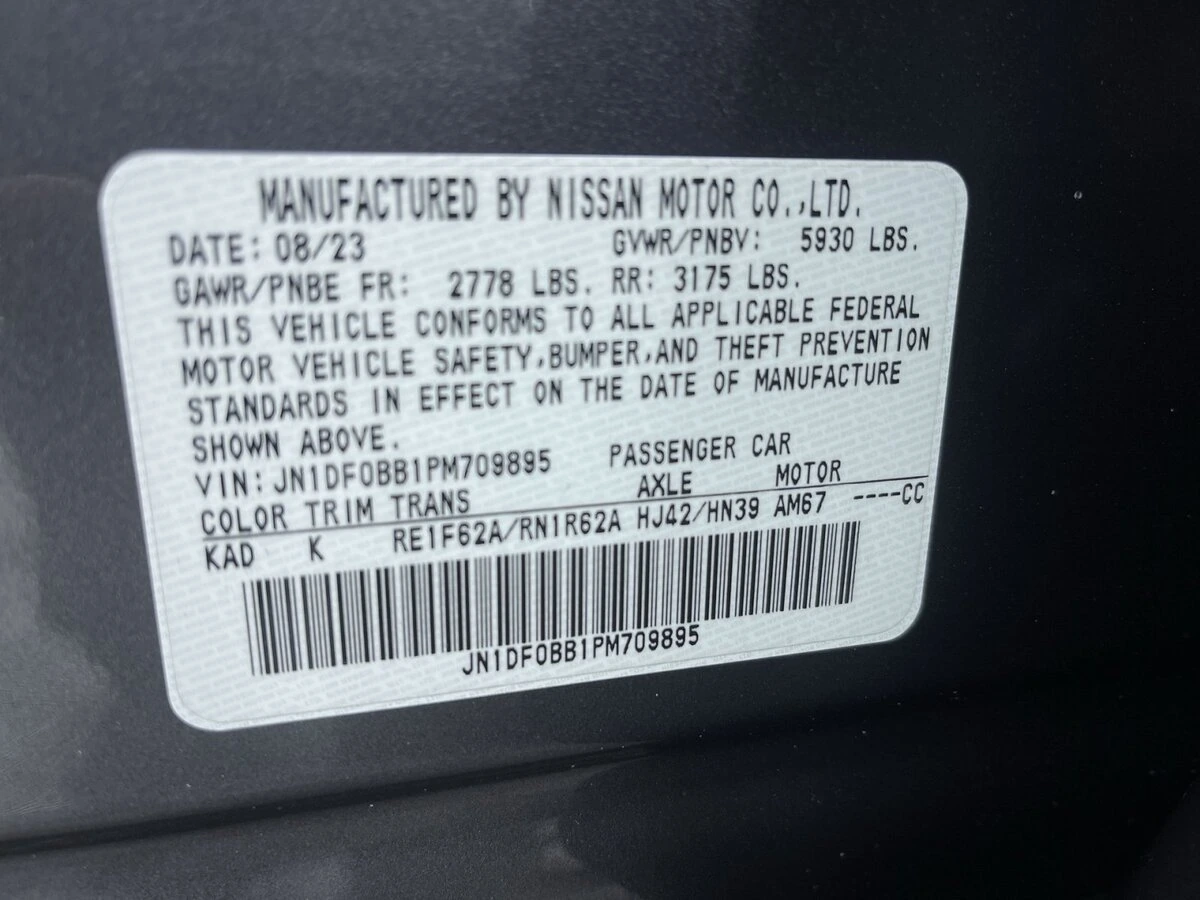 MANUFACTURED BY NISSAN MOTOR CO.,LTD.
DATE: 08/23 GVWR/PNBV: 5930 LBS.
GAWR/PNBE FR: 2778 LBS. RR: 3175 LBS.
THIS VEHICLE CONFORMS TO ALL APPLICABLE FEDERAL
MOTOR VEHICLE SAFETY,BUMPER,AND THEFT PREVENTION
STANDARDS IN EFFECT ON THE DATE OF MANUFACTURE
SHOWN ABOVE.
VIN: JN1DF0BB1PM709895 PASSENGER CAR
COLOR TRIM TRANS AXLE MOTOR
KAD K RE1F62A/RN1R62A HJ42/HN39 AM67 ----CC
JN1DF0BB1PM709895